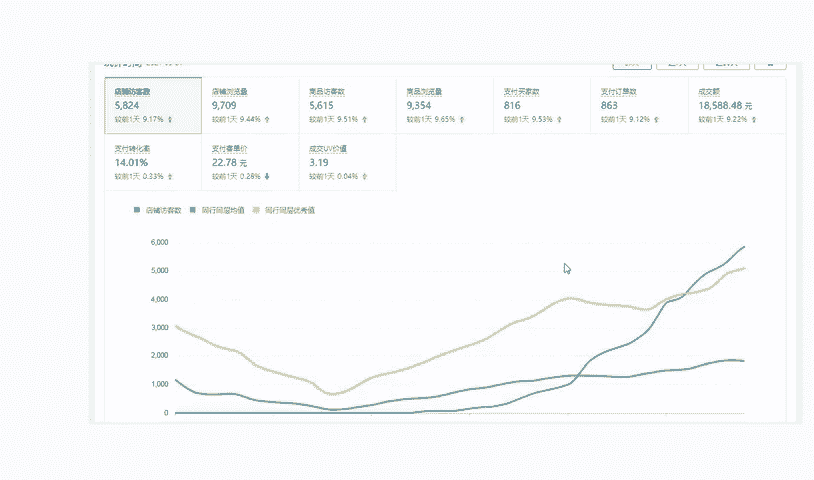 店铺访客数 店铺浏览量 商品访客数 商品浏览量 支付买家数 支付订单数 成交额
5,824 9,709 5,615 9,354 816 863 18,588.48 元
较前1天 9.17% 较前1天 9.44% 较前1天 9.51% 较前1天 9.65% 较前1天 9.53% 较前1天 9.12% 较前1天 9.22%
支付转化率 支付客单价 成交UV价值
14.01% 22.78 元 3.19
较前1天 0.33% 较前1天 0.28% 较前1天 0.04%
店铺访客数 同行同层均值 同行同层优秀值
6,000
5,000
4,000
3,000
2,000
1,000
0